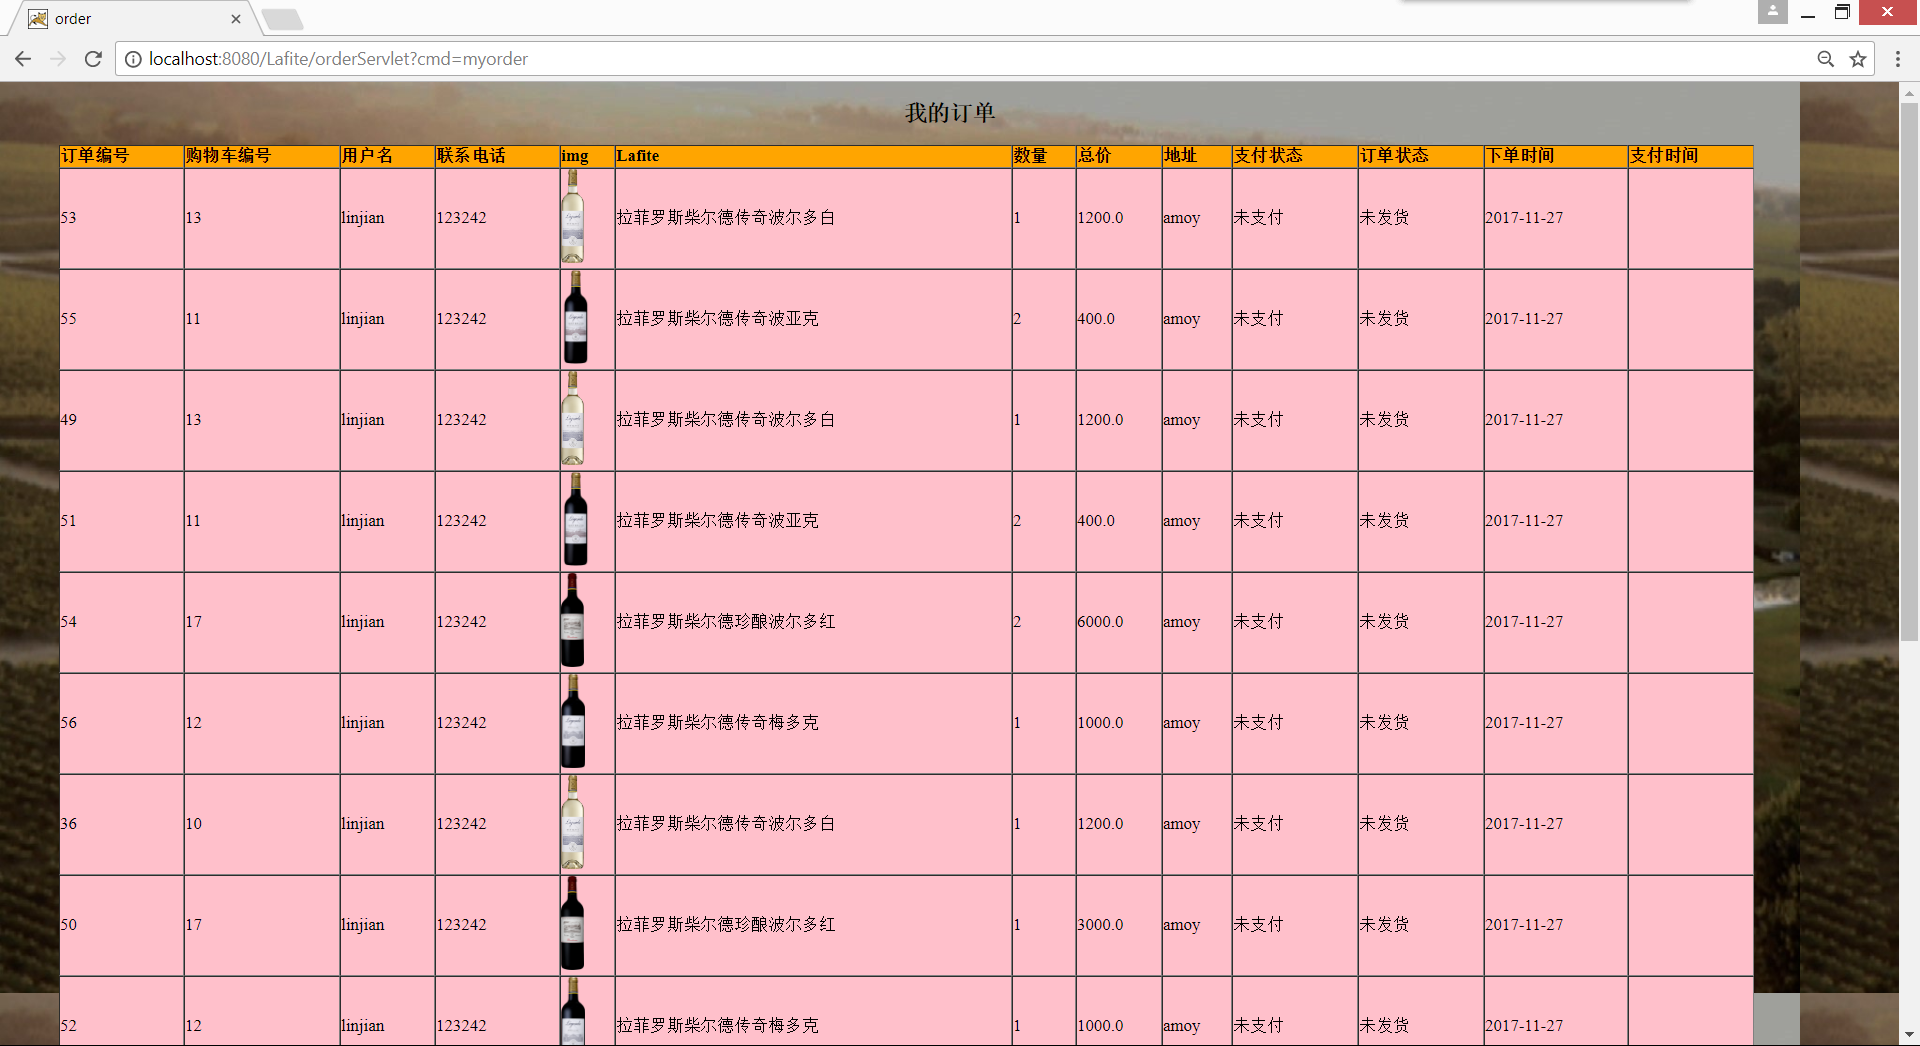 order
localhost:8080/Lafite/orderServlet?cmd=myorder
我的订单
订单编号 购物车编号 用户名 联系电话 img Lafite 数量 总价 地址 支付状态 订单状态 下单时间 支付时间
53 13 linjian 123242 拉菲罗斯柴尔德传奇波尔多白 1 1200.0 amoy 未支付 未发货 2017-11-27
55 11 linjian 123242 拉菲罗斯柴尔德传奇波亚克 2 400.0 amoy 未支付 未发货 2017-11-27
49 13 linjian 123242 拉菲罗斯柴尔德传奇波尔多白 1 1200.0 amoy 未支付 未发货 2017-11-27
51 11 linjian 123242 拉菲罗斯柴尔德传奇波亚克 2 400.0 amoy 未支付 未发货 2017-11-27
54 17 linjian 123242 拉菲罗斯柴尔德珍酿波尔多红 2 6000.0 amoy 未支付 未发货 2017-11-27
56 12 linjian 123242 拉菲罗斯柴尔德传奇梅多克 1 1000.0 amoy 未支付 未发货 2017-11-27
36 10 linjian 123242 拉菲罗斯柴尔德传奇波尔多白 1 1200.0 amoy 未支付 未发货 2017-11-27
50 17 linjian 123242 拉菲罗斯柴尔德珍酿波尔多红 1 3000.0 amoy 未支付 未发货 2017-11-27
52 12 linjian 123242 拉菲罗斯柴尔德传奇梅多克 1 1000.0 amoy 未支付 未发货 2017-11-27